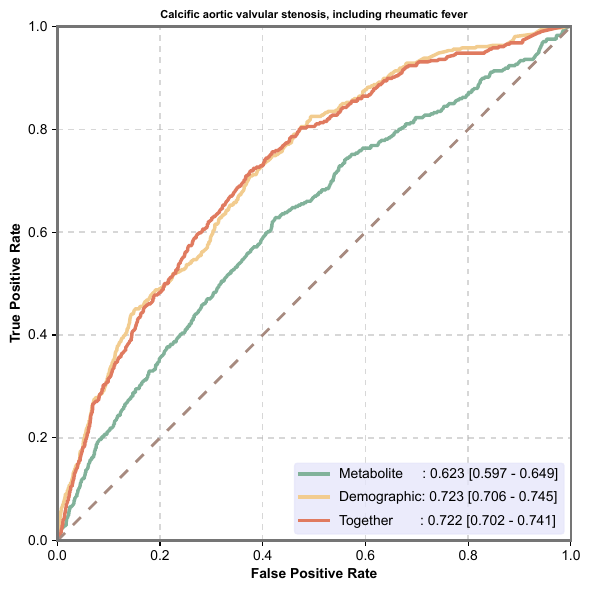 Calcific aortic valvular stenosis, including rheumatic fever
True Positive Rate
1.0
0.8
0.6
0.4
0.2
0.0
Metabolite : 0.623 [0.597 - 0.649]
Demographic: 0.723 [0.706 - 0.745]
Together : 0.722 [0.702 - 0.741]
0.0 0.2 0.4 0.6 0.8 1.0
False Positive Rate